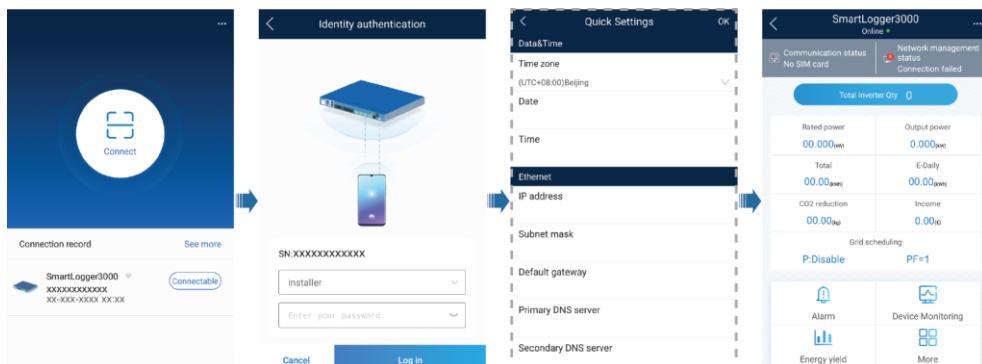 ...
Connect
Connection record
See more
SmartLogger3000
XXXXXXXXXXXX
XX-XXX-XXXX XX:XX
Connectable
Identity authentication
SN:XXXXXXXXXXXX
installer
Enter your password.
Cancel
Log in
Quick Settings
OK
Data&Time
Time zone
(UTC+08:00)Beijing
Date
Time
Ethernet
IP address
Subnet mask
Default gateway
Primary DNS server
Secondary DNS server
SmartLogger3000
...
Online
Communication status
No SIM card
Network management
status
Connection failed
Total Inverter Qty 0
Rated power
00.000(kW)
Output power
0.000(kW)
Total
00.00(kWh)
E-Daily
00.00(kWh)
CO2 reduction
00.00(kg)
Income
0.00(€)
Grid scheduling
P:Disable
PF=1
Alarm
Device Monitoring
Energy yield
More